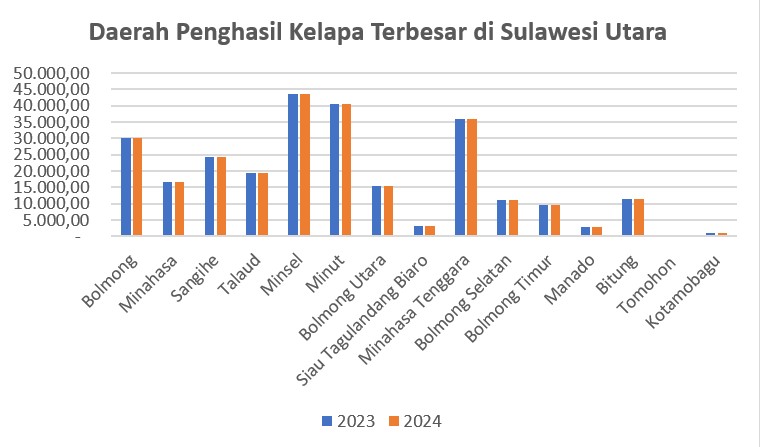 Daerah Penghasil Kelapa Terbesar di Sulawesi Utara
50.000,00
45.000,00
40.000,00
35.000,00
30.000,00
25.000,00
20.000,00
15.000,00
10.000,00
5.000,00
-
Bolmong
Minahasa
Sangihe
Talaud
Minsel
Minut
Bolmong Utara
Siau Tagulandang Biaro
Minahasa Tenggara
Bolmong Selatan
Bolmong Timur
Manado
Bitung
Tomohon
Kotamobagu
2023 2024